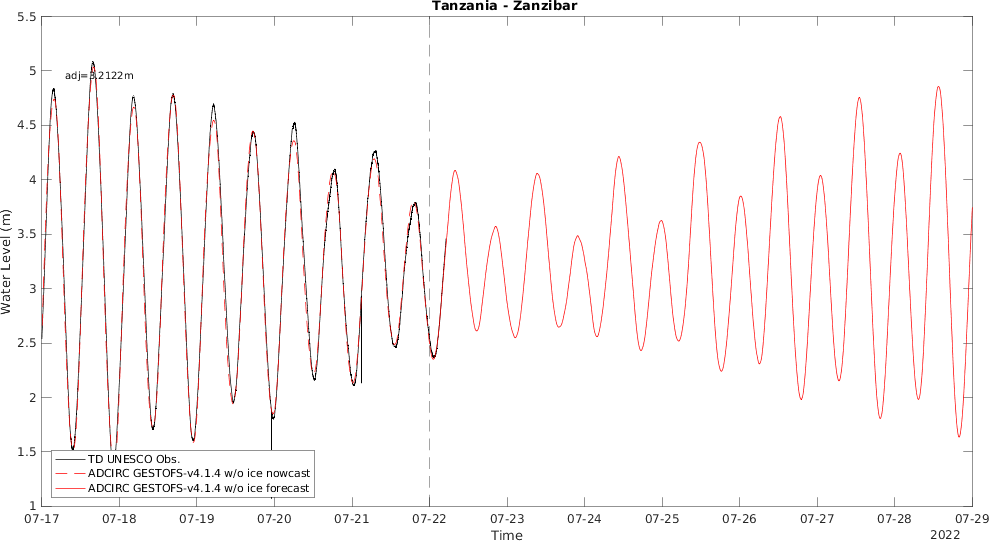 Tanzania - Zanzibar
5.5
5
4.5
4
3.5
3
2.5
2
1.5
1
Water Level (m)
adj=3.2122m
TD UNESCO Obs.
ADCIRC GESTOFS-v4.1.4 w/o ice nowcast
ADCIRC GESTOFS-v4.1.4 w/o ice forecast
07-17 07-18 07-19 07-20 07-21 07-22 07-23 07-24 07-25 07-26 07-27 07-28 07-29
Time
2022